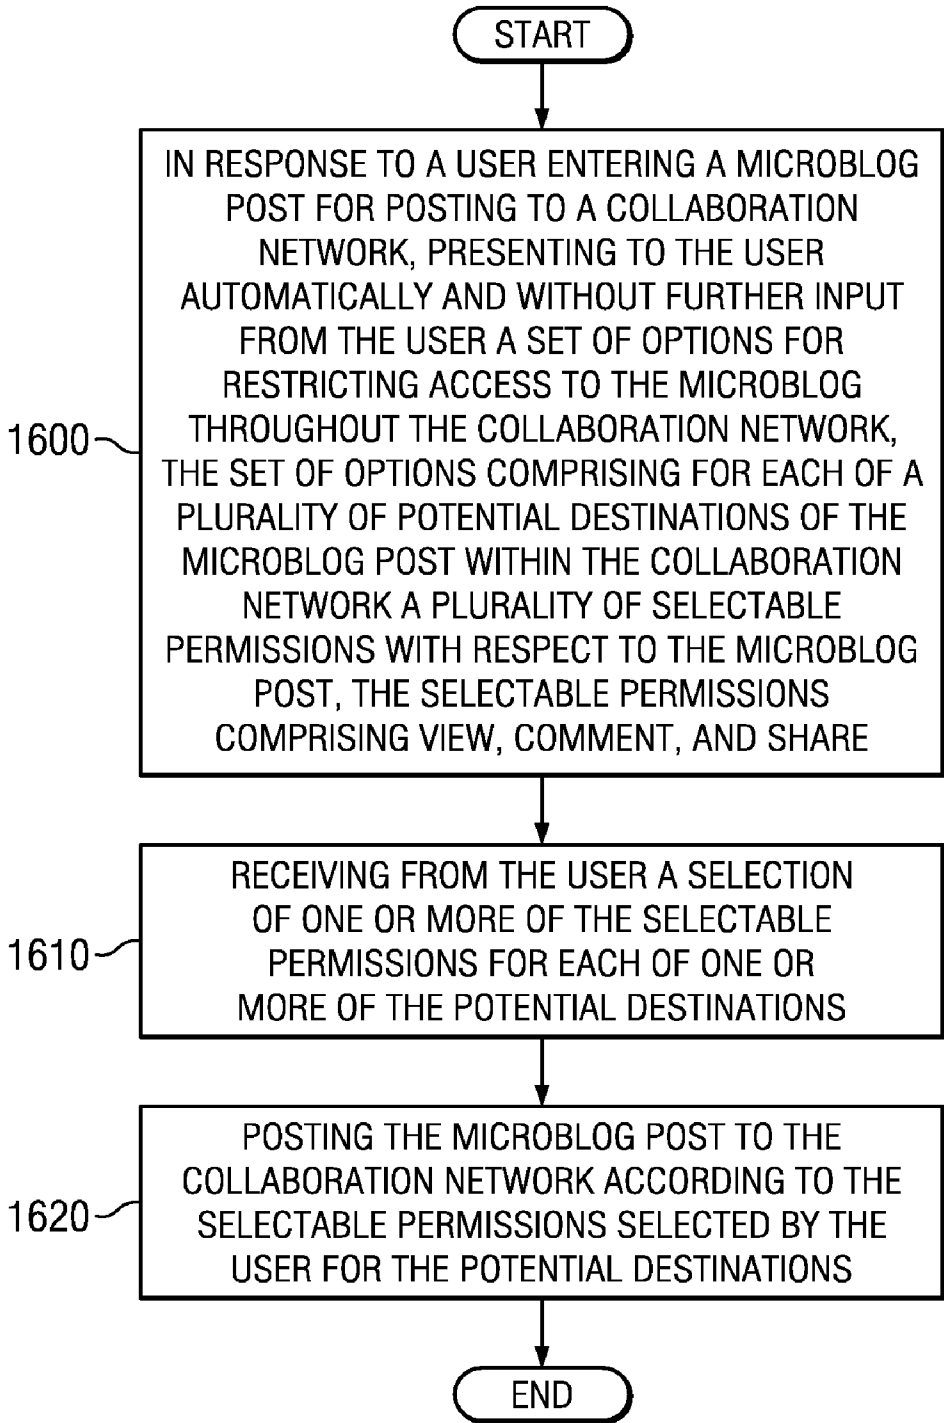 START
IN RESPONSE TO A USER ENTERING A MICROBLOG
POST FOR POSTING TO A COLLABORATION
NETWORK, PRESENTING TO THE USER
AUTOMATICALLY AND WITHOUT FURTHER INPUT
FROM THE USER A SET OF OPTIONS FOR
RESTRICTING ACCESS TO THE MICROBLOG
THROUGHOUT THE COLLABORATION NETWORK,
THE SET OF OPTIONS COMPRISING FOR EACH OF A
PLURALITY OF POTENTIAL DESTINATIONS OF THE
MICROBLOG POST WITHIN THE COLLABORATION
NETWORK A PLURALITY OF SELECTABLE
PERMISSIONS WITH RESPECT TO THE MICROBLOG
POST, THE SELECTABLE PERMISSIONS
COMPRISING VIEW, COMMENT, AND SHARE
1600
RECEIVING FROM THE USER A SELECTION
OF ONE OR MORE OF THE SELECTABLE
PERMISSIONS FOR EACH OF ONE OR
MORE OF THE POTENTIAL DESTINATIONS
1610
POSTING THE MICROBLOG POST TO THE
COLLABORATION NETWORK ACCORDING TO THE
SELECTABLE PERMISSIONS SELECTED BY THE
USER FOR THE POTENTIAL DESTINATIONS
1620
END